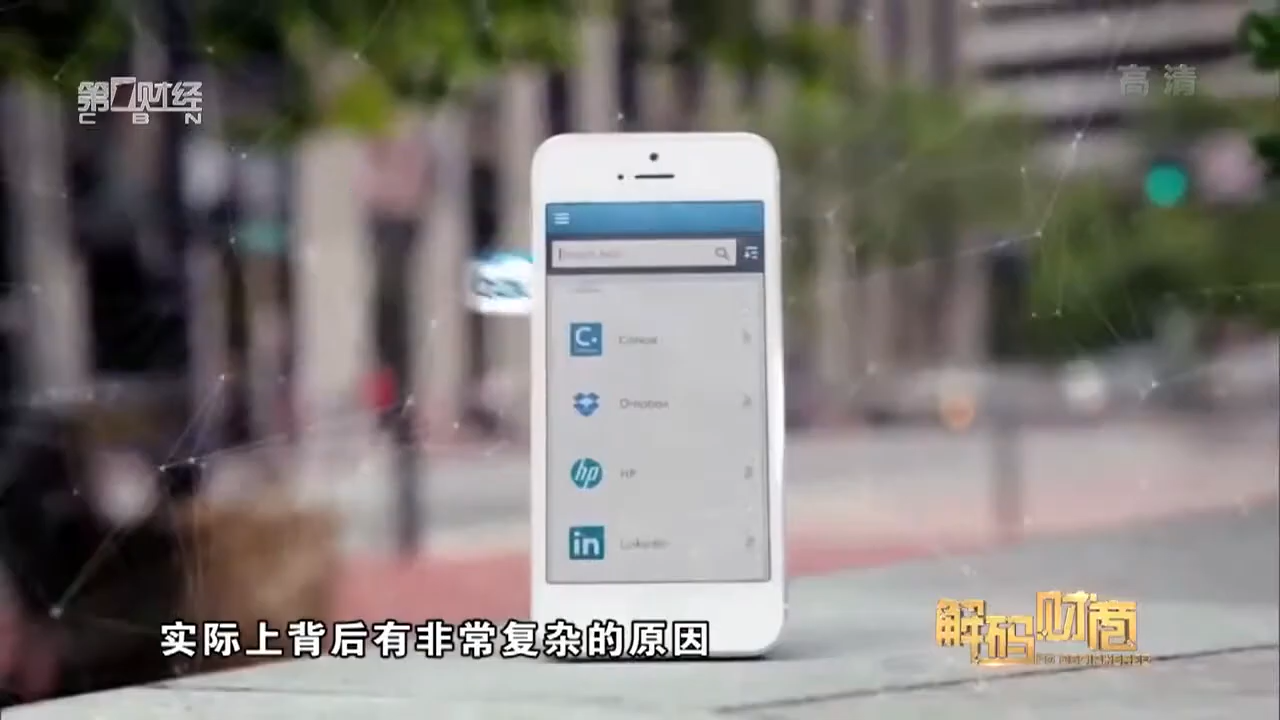 第一财经
CBN
高清
C.
Concur
Dropbox
hp
HP
in
LinkedIn
实际上背后有非常复杂的原因
解码财商